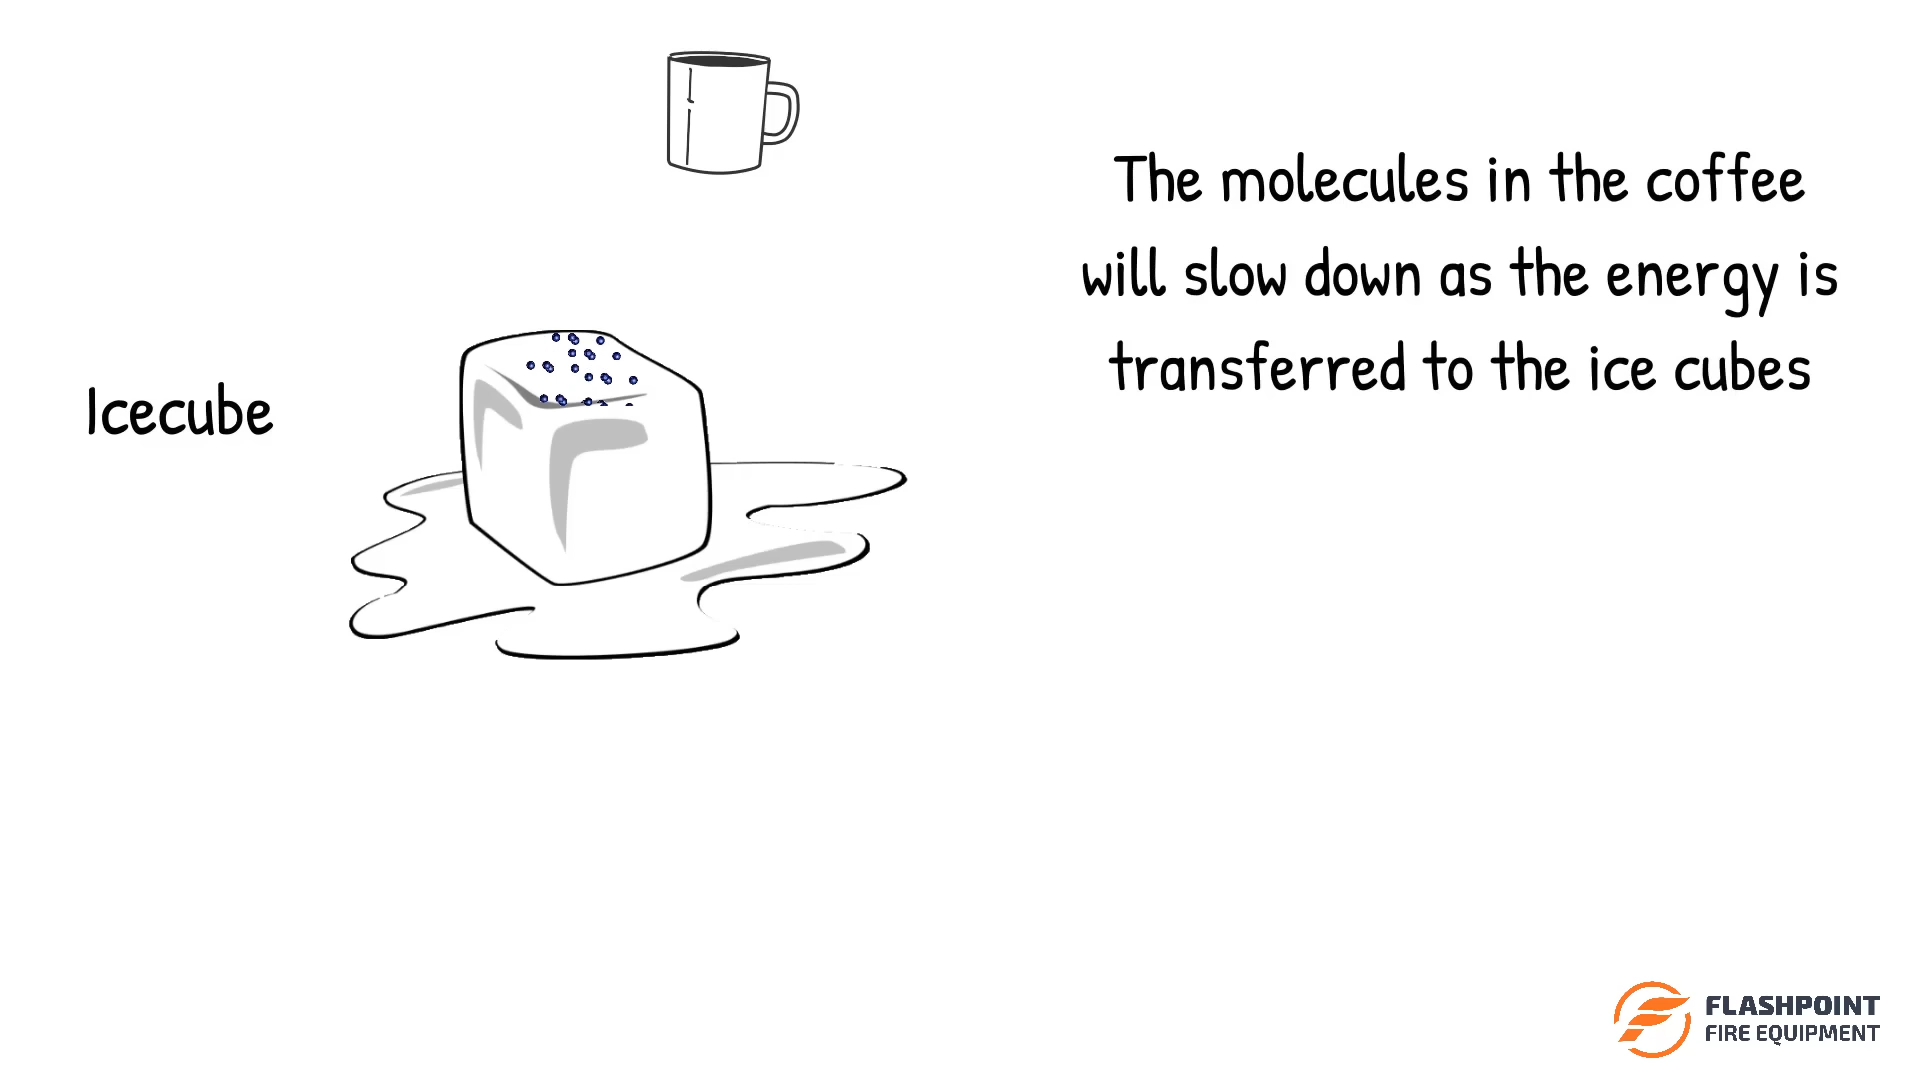 The molecules in the coffee
will slow down as the energy is
transferred to the ice cubes
Icecube
FLASHPOINT
FIRE EQUIPMENT